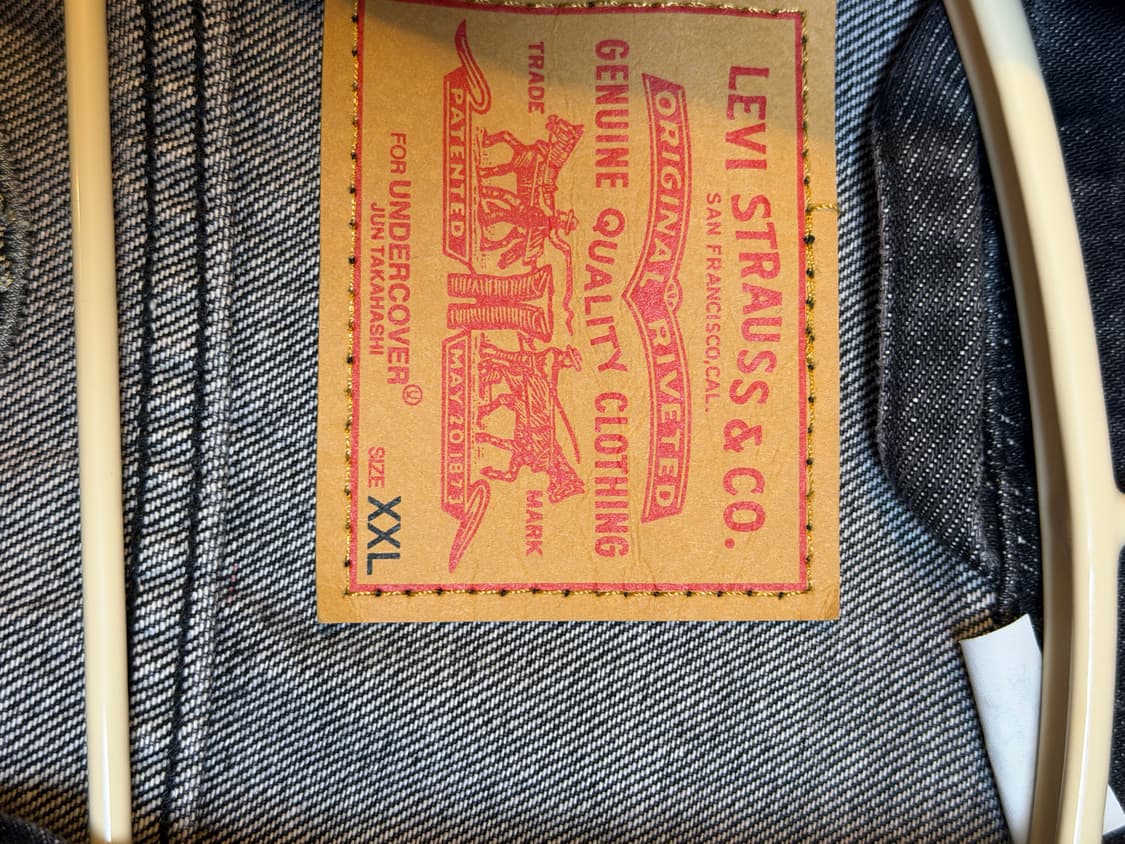 LEVI STRAUSS & CO.
SAN FRANCISCO, CAL.
ORIGINAL RIVETED
GENUINE QUALITY CLOTHING
TRADE MARK
PATENTED MAY 20 1873
FOR UNDERCOVER®
JUN TAKAHASHI
SIZE XXL